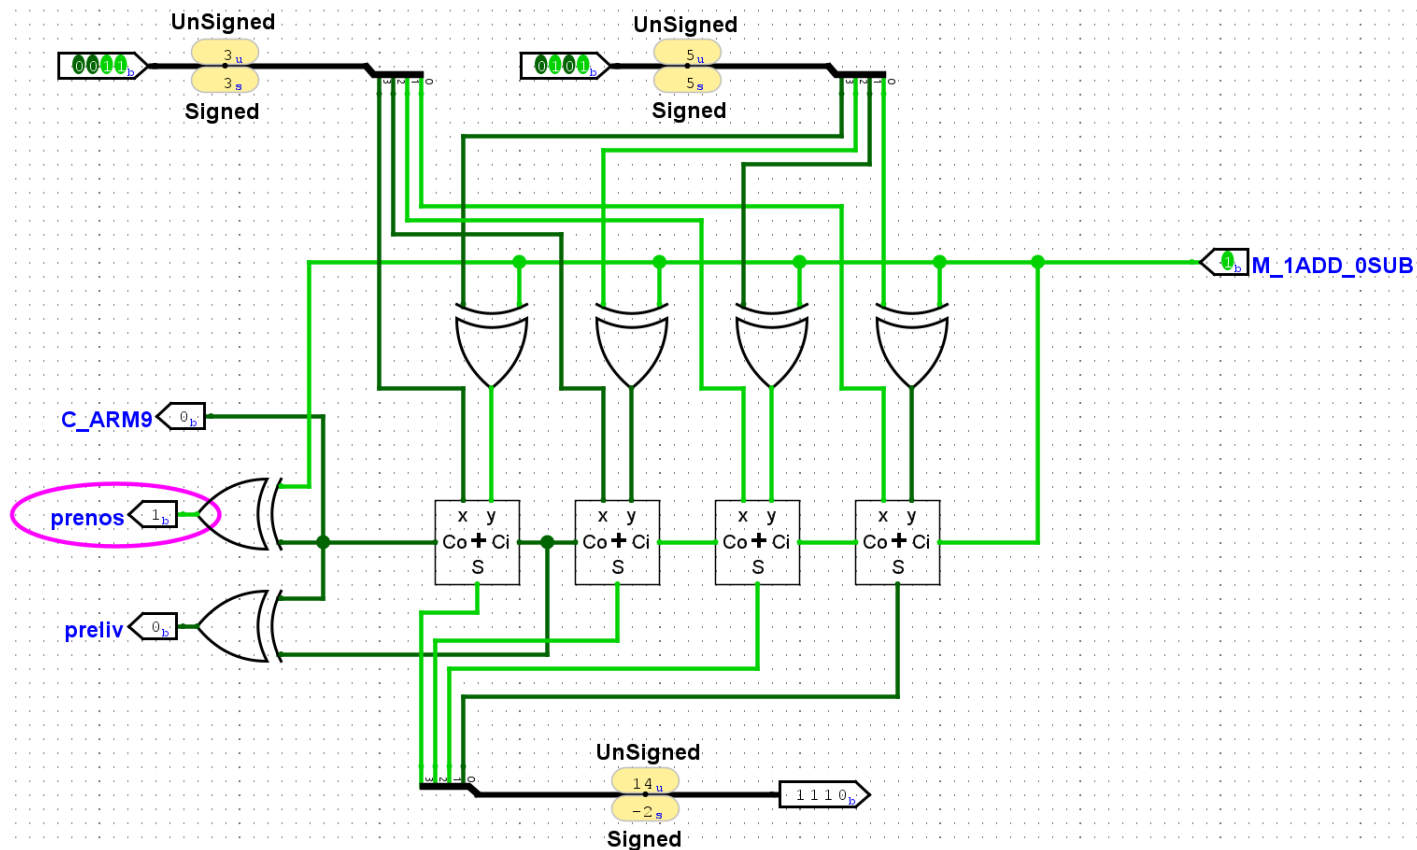 UnSigned
UnSigned
0011b
3u
3s
0101b
5u
5s
Signed
Signed
3 2 1 0
3 2 1 0
1b M_1ADD_0SUB
C_ARM9 0b
prenos 1b
x y
x y
x y
x y
Co + Ci
Co + Ci
Co + Ci
Co + Ci
S
S
S
S
preliv 0b
UnSigned
3 2 1 0
14u
-2s
1110b
Signed